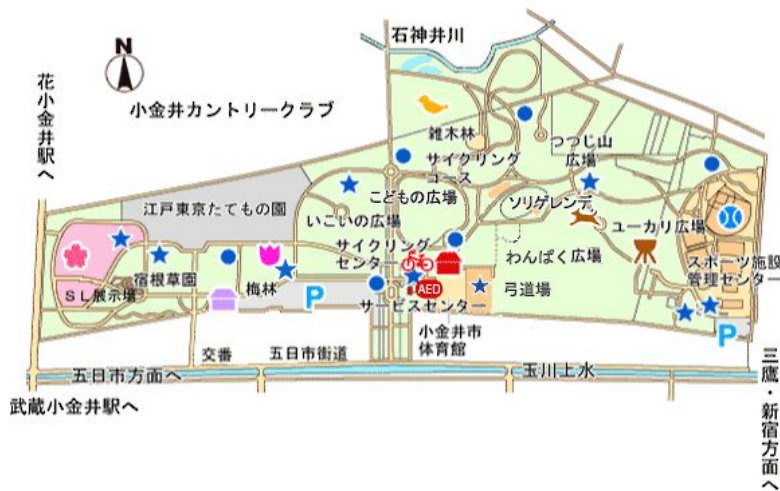 石神井川
N
花小金井駅へ
小金井カントリークラブ
雑木林
つつじ山
広場
サイクリング
コース
こどもの広場
ソリゲレンデ
江戸東京たてもの園
いこいの広場
ユーカリ広場
サイクリング
センター
わんぱく広場
スポーツ施設
管理センター
宿根草園
SL展示場
梅林
P
AED
サービスセンター
弓道場
P
小金井市
体育館
交番
五日市街道
玉川上水
五日市方面へ
武蔵小金井駅へ
三鷹・新宿方面へ